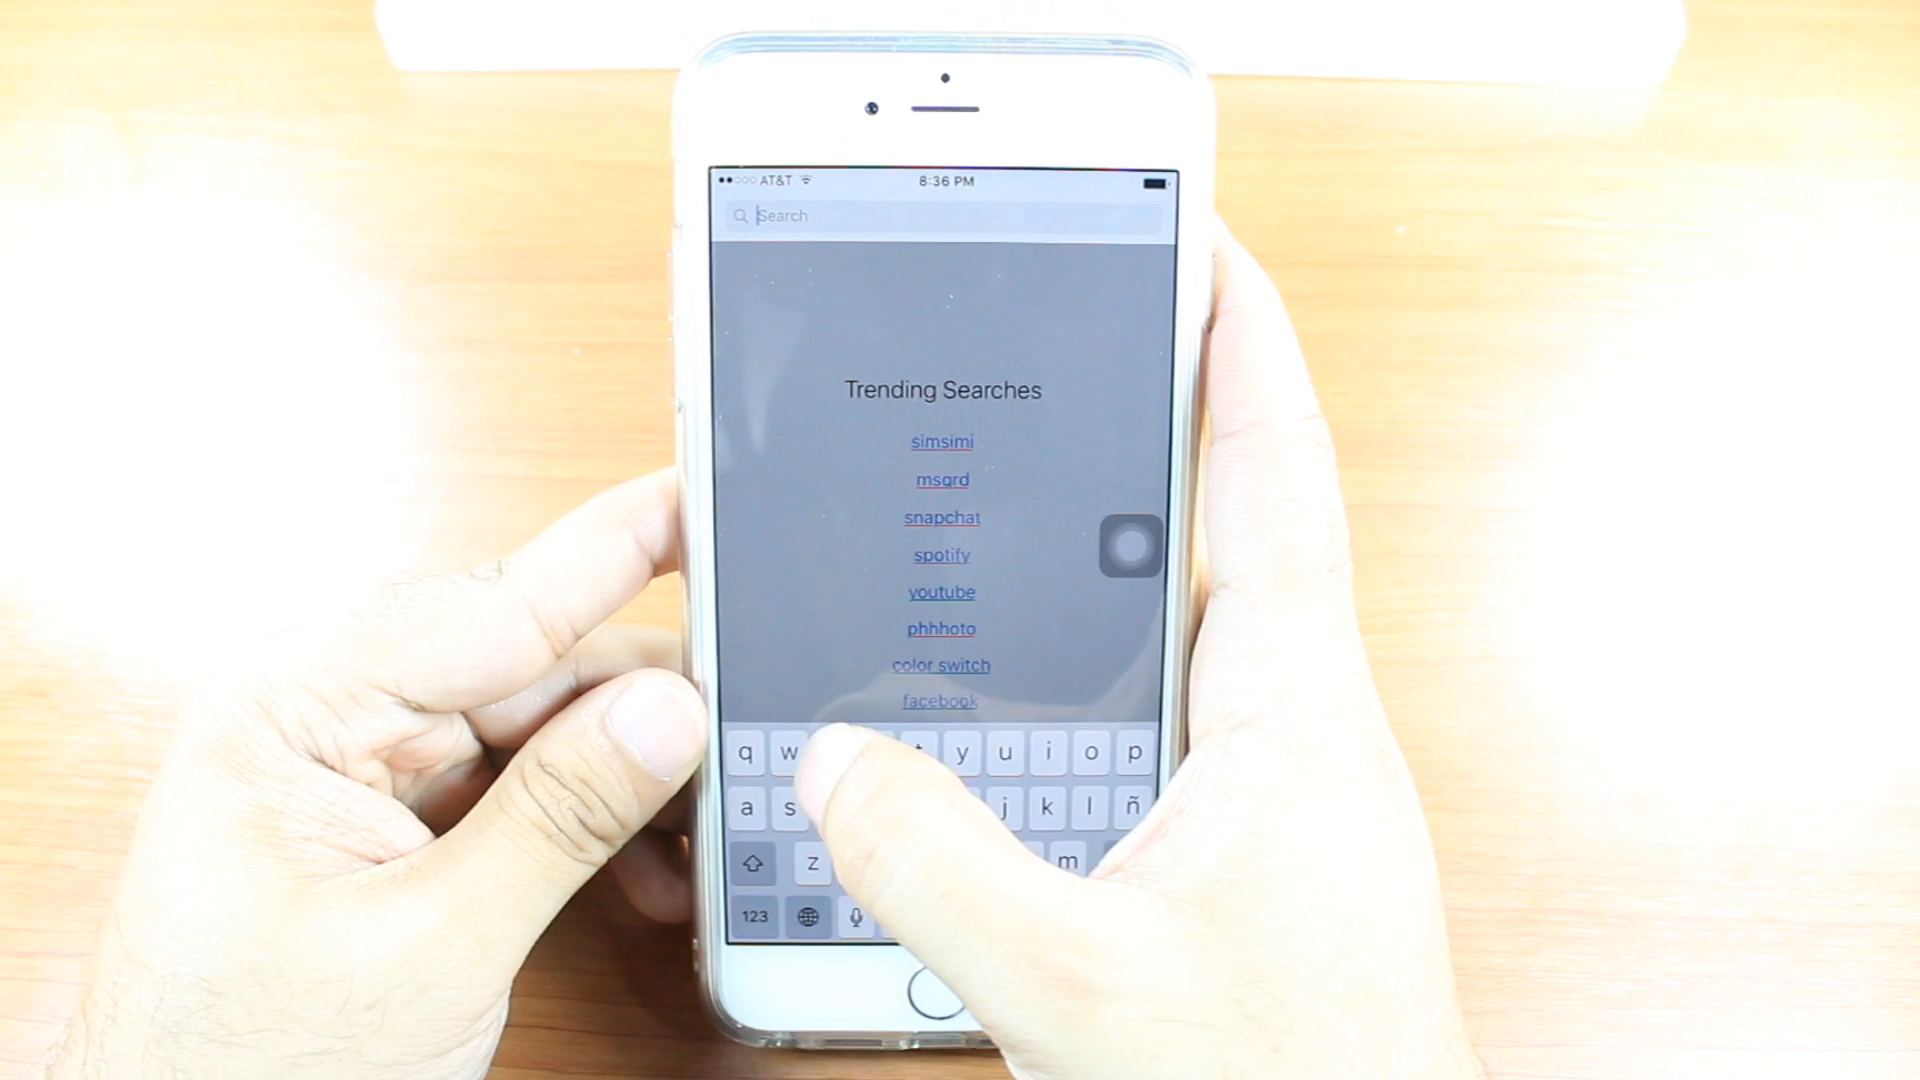 AT&T 8:36 PM
Search
Trending Searches
simsimi
msqrd
snapchat
spotify
youtube
phhhoto
color switch
facebook
q w t y u i o p
a s j k l ñ
z m
123